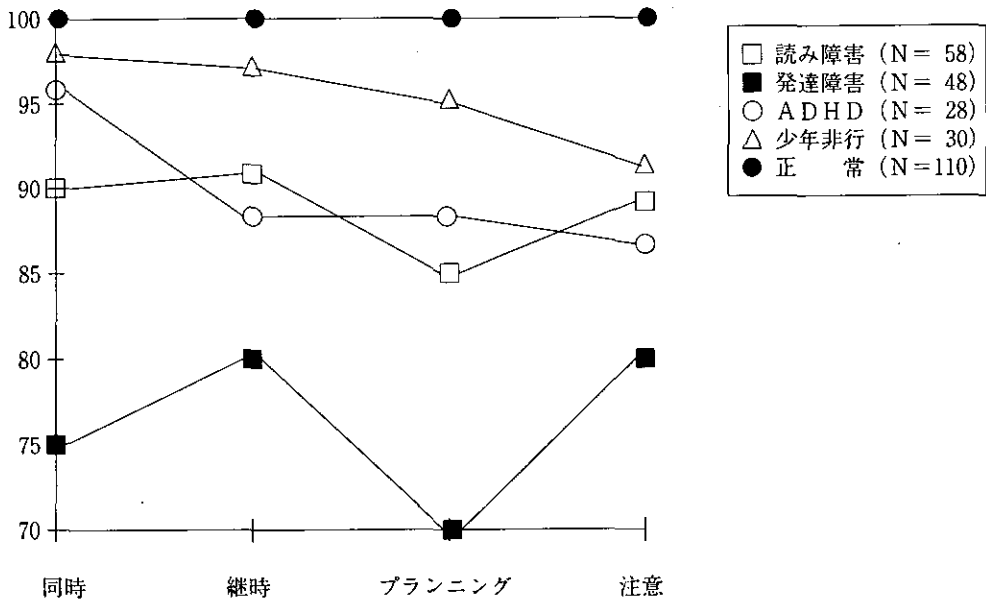 100
95
90
85
80
75
70
同時 継時 プランニング 注意
□ 読み障害 (N= 58)
■ 発達障害 (N= 48)
○ ADHD (N= 28)
△ 少年非行 (N= 30)
● 正 常 (N=110)